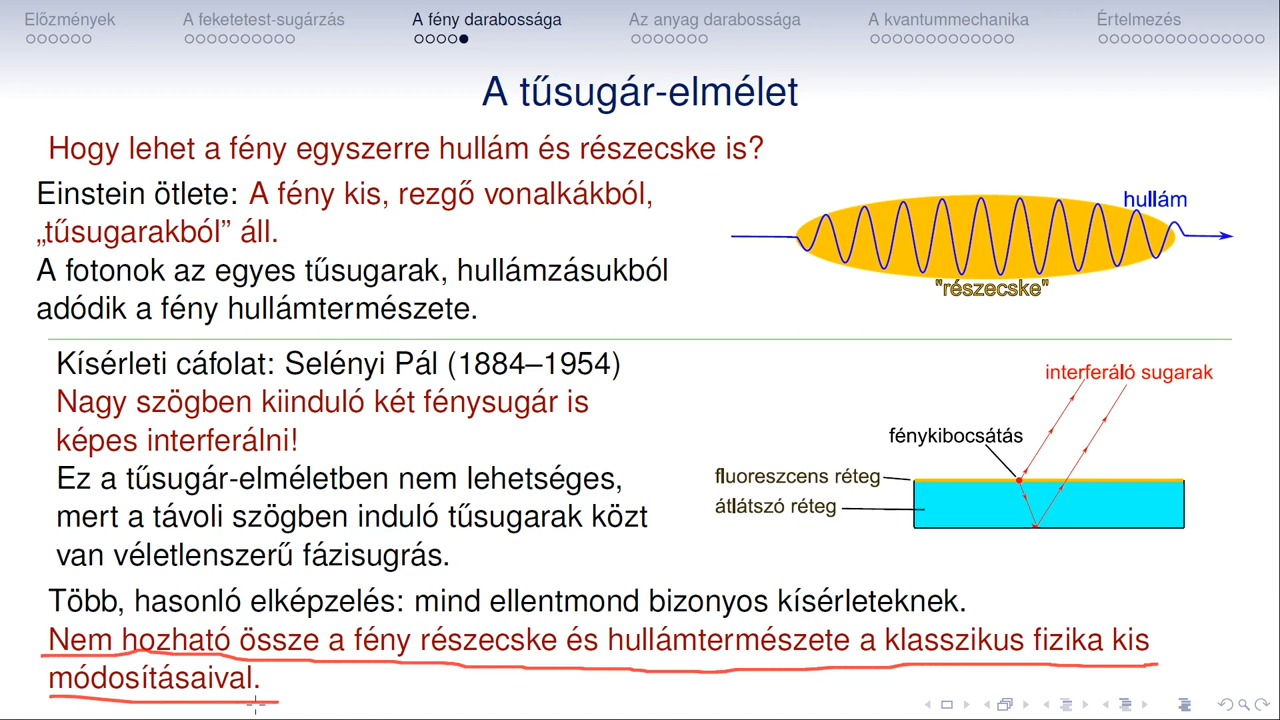 Előzmények
A feketetest-sugárzás
A fény darabossága
Az anyag darabossága
A kvantummechanika
Értelmezés
A tűsugár-elmélet
Hogy lehet a fény egyszerre hullám és részecske is?
Einstein ötlete: A fény kis, rezgő vonalkákból,
„tűsugarakból” áll.
A fotonok az egyes tűsugarak, hullámzásukból
adódik a fény hullámtermészete.
hullám
"részecske"
Kísérleti cáfolat: Selényi Pál (1884–1954)
Nagy szögben kiinduló két fénysugár is
képes interferálni!
Ez a tűsugár-elméletben nem lehetséges,
mert a távoli szögben induló tűsugarak közt
van véletlenszerű fázisugrás.
interferáló sugarak
fénykibocsátás
fluoreszcens réteg
átlátszó réteg
Több, hasonló elképzelés: mind ellentmond bizonyos kísérleteknek.
Nem hozható össze a fény részecske és hullámtermészete a klasszikus fizika kis
módosításaival.